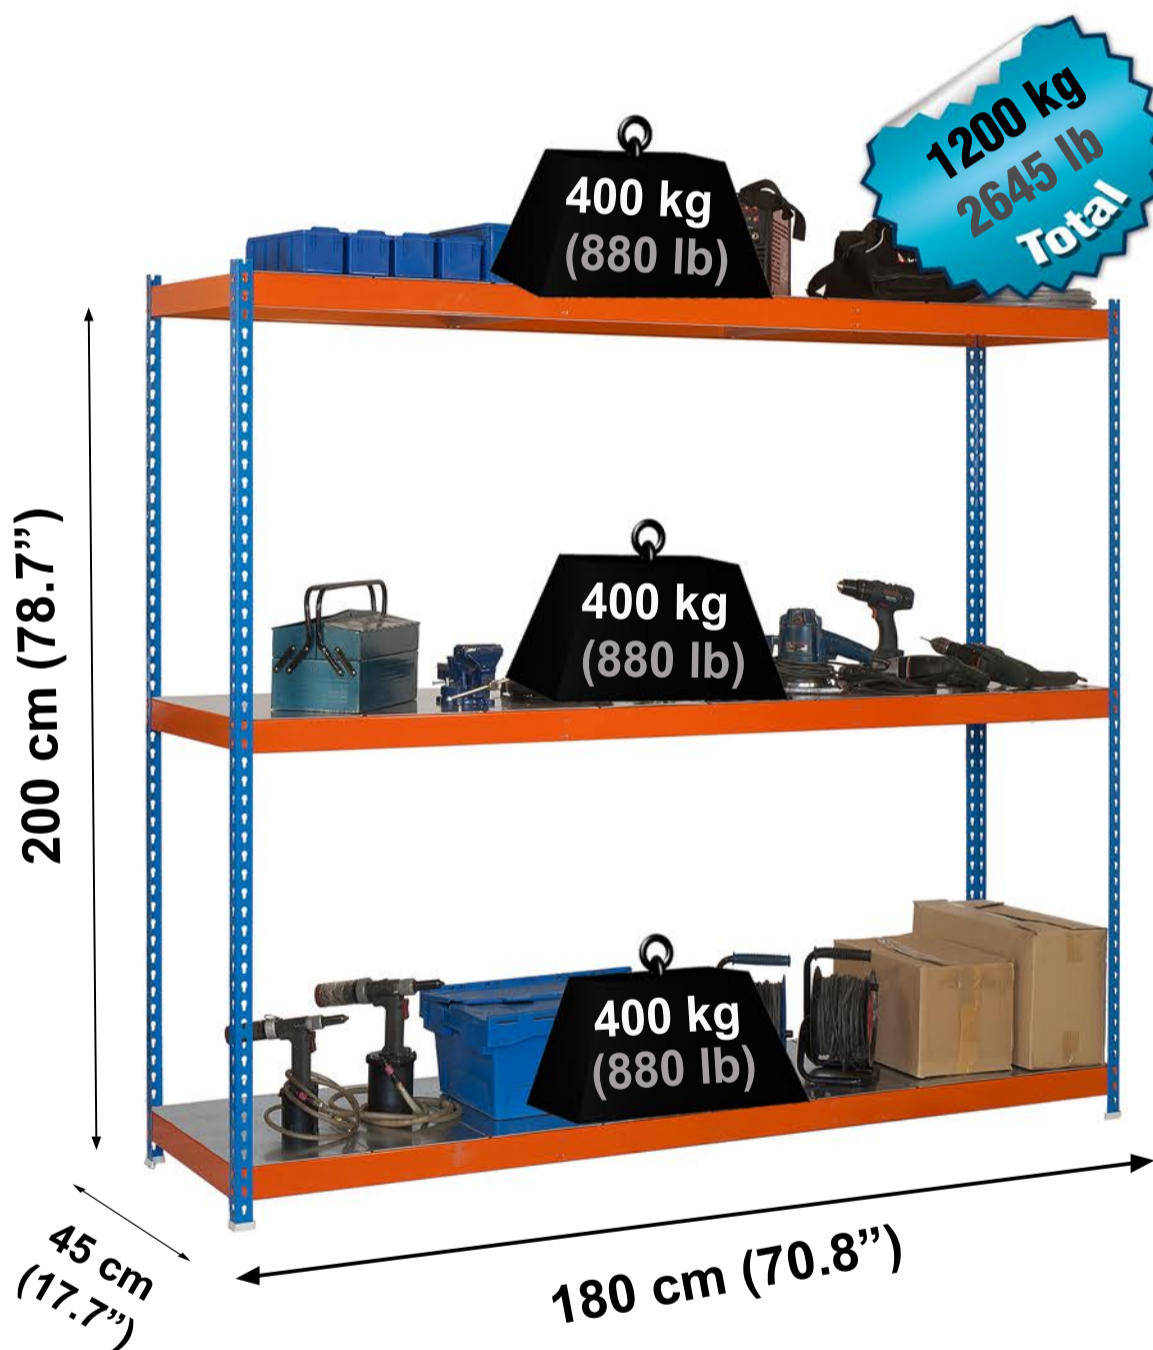 1200 kg
2645 lb
Total
400 kg
(880 lb)
400 kg
(880 lb)
400 kg
(880 lb)
200 cm (78.7”)
45 cm
(17.7”)
180 cm (70.8”)